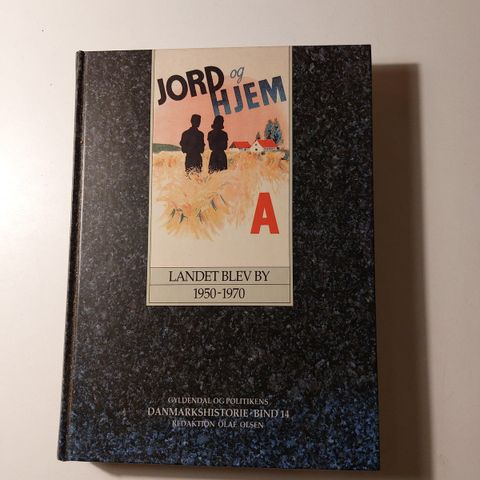 JORD og
HJEM
A
LANDET BLEV BY
1950-1970
GYLDENDAL OG POLITIKENS
DANMARKSHISTORIE · BIND 14
REDAKTION OLAF OLSEN